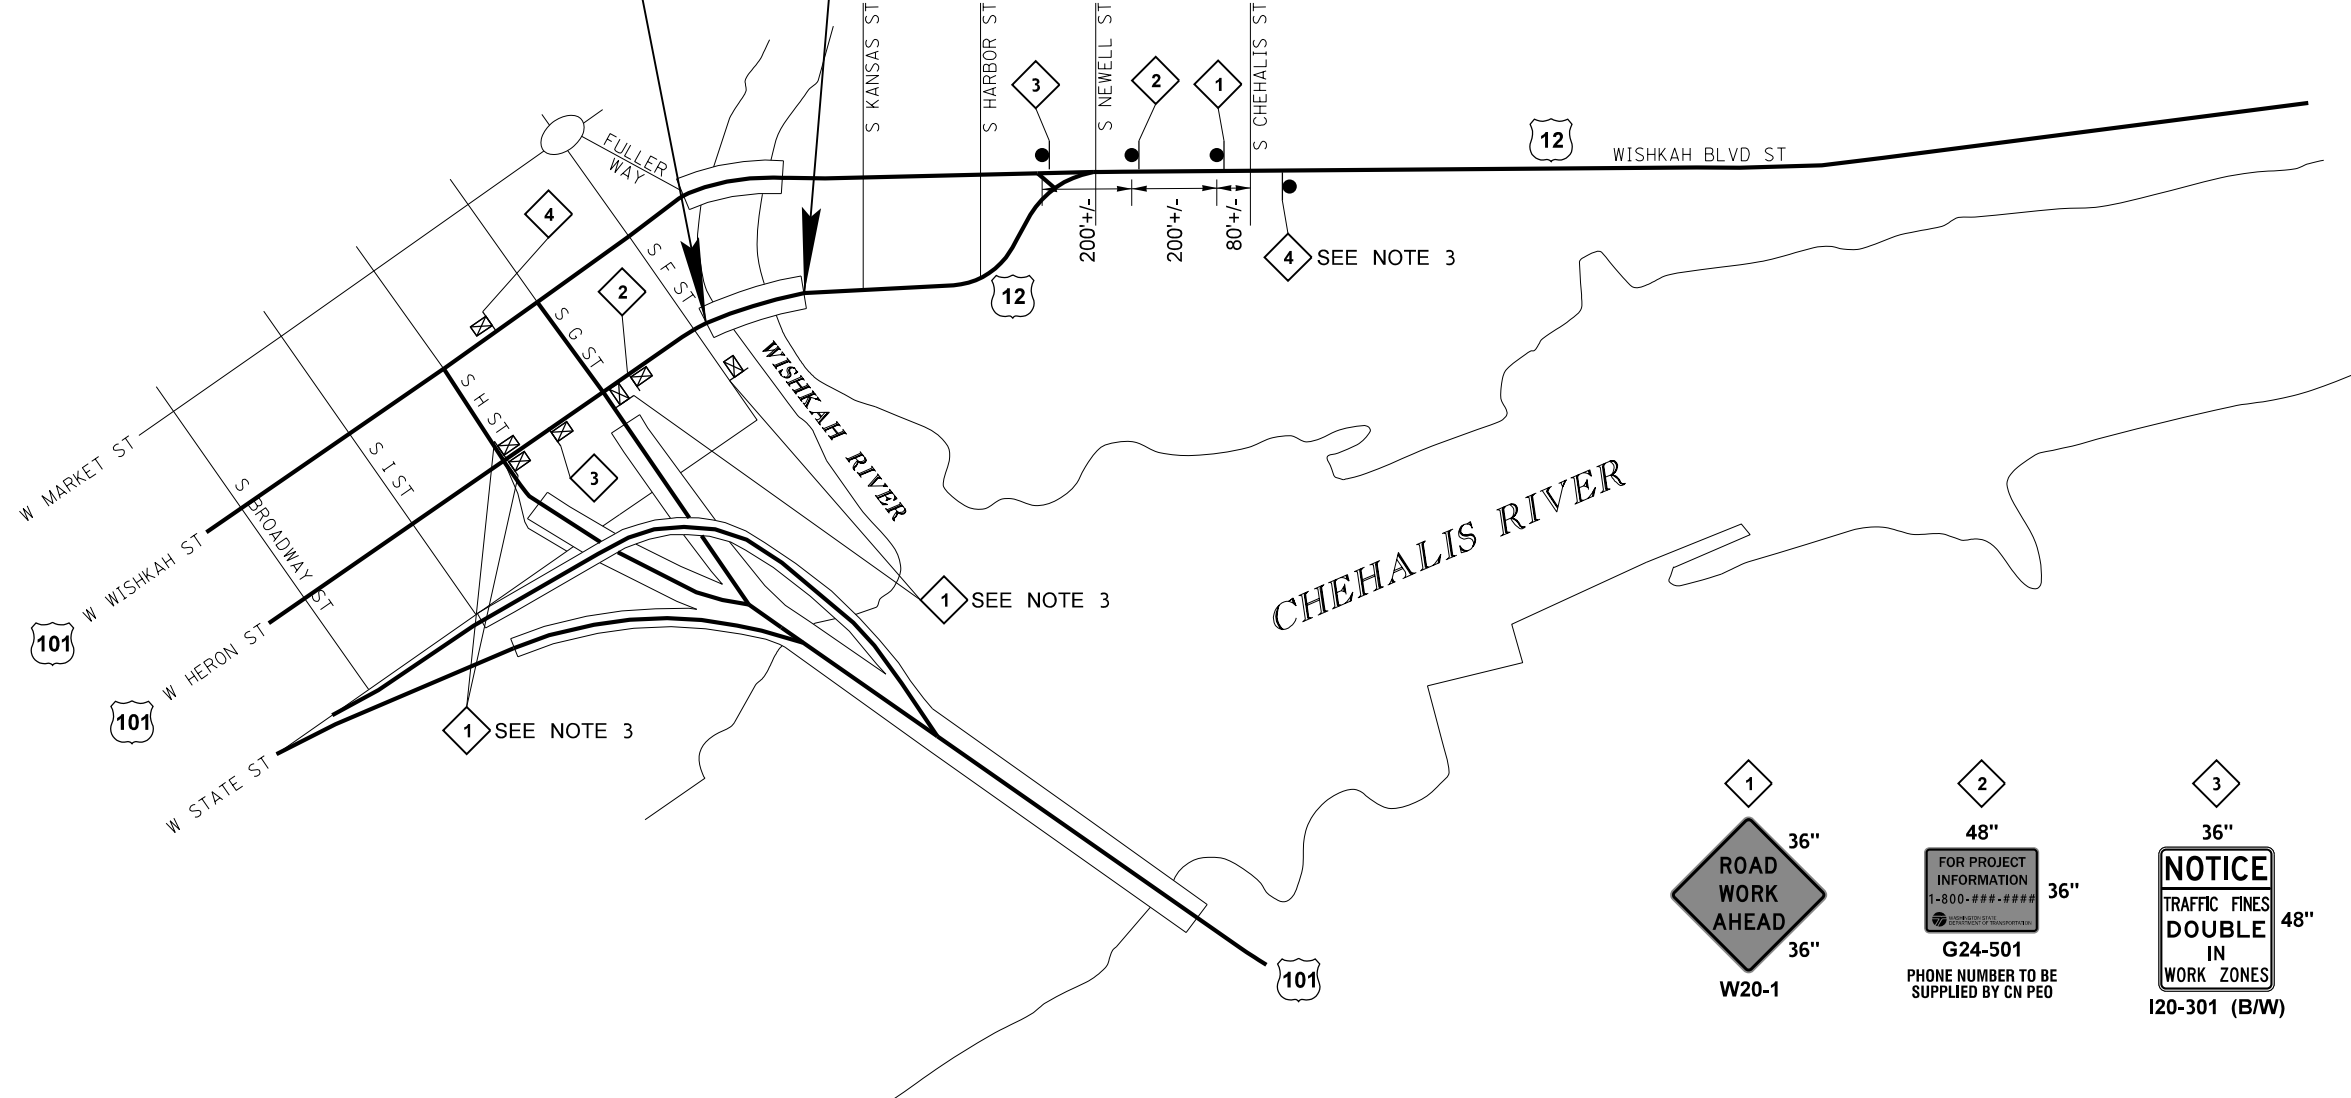 S KANSAS ST
S HARBOR ST
S NEWELL ST
S CHEHALIS ST
3
2
1
12
WISHKAH BLVD ST
FULLER
WAY
4
2
S F ST
S G ST
12
200'+/-
200'+/-
80'+/-
4
SEE NOTE 3
WISHKAH RIVER
S H ST
S I ST
3
W MARKET ST
S BROADWAY ST
W WISHKAH ST
101
W HERON ST
101
W STATE ST
1
SEE NOTE 3
1
SEE NOTE 3
CHEHALIS RIVER
101
1
36"
ROAD
WORK
AHEAD
36"
W20-1
2
48"
FOR PROJECT
INFORMATION
1-800-###-####
WASHINGTON STATE
DEPARTMENT OF TRANSPORTATION
36"
G24-501
PHONE NUMBER TO BE
SUPPLIED BY CN PEO
3
36"
NOTICE
TRAFFIC FINES
DOUBLE
IN
WORK ZONES
48"
I20-301 (B/W)